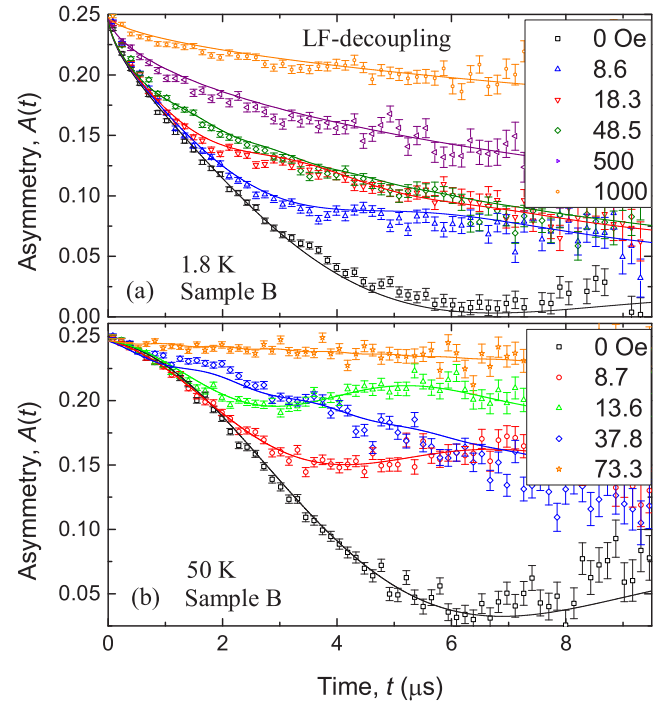 LF-decoupling
0 Oe
8.6
18.3
48.5
500
1000
0.25
0.20
0.15
0.10
0.05
0.00
Asymmetry, A(t)
1.8 K
(a) Sample B
0 Oe
8.7
13.6
37.8
73.3
0.25
0.20
0.15
0.05
Asymmetry, A(t)
50 K
(b) Sample B
0 2 4 6 8
Time, t (μs)